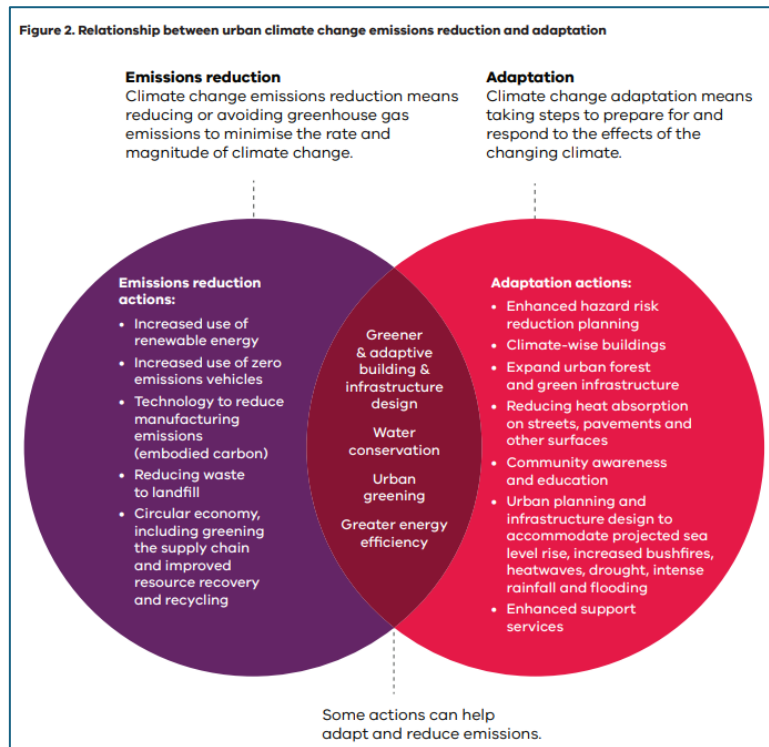 Figure 2. Relationship between urban climate change emissions reduction and adaptation
Emissions reduction
Climate change emissions reduction means
reducing or avoiding greenhouse gas
emissions to minimise the rate and
magnitude of climate change.
Adaptation
Climate change adaptation means
taking steps to prepare for and
respond to the effects of the
changing climate.
Emissions reduction
actions:
• Increased use of
renewable energy
• Increased use of zero
emissions vehicles
• Technology to reduce
manufacturing
emissions
(embodied carbon)
• Reducing waste
to landfill
• Circular economy,
including greening
the supply chain
and improved
resource recovery
and recycling
Greener
& adaptive
building &
infrastructure
design
Water
conservation
Urban
greening
Greater energy
efficiency
Adaptation actions:
• Enhanced hazard risk
reduction planning
• Climate-wise buildings
• Expand urban forest
and green infrastructure
• Reducing heat absorption
on streets, pavements and
other surfaces
• Community awareness
and education
• Urban planning and
infrastructure design to
accommodate projected sea
level rise, increased bushfires,
heatwaves, drought, intense
rainfall and flooding
• Enhanced support
services
Some actions can help
adapt and reduce emissions.